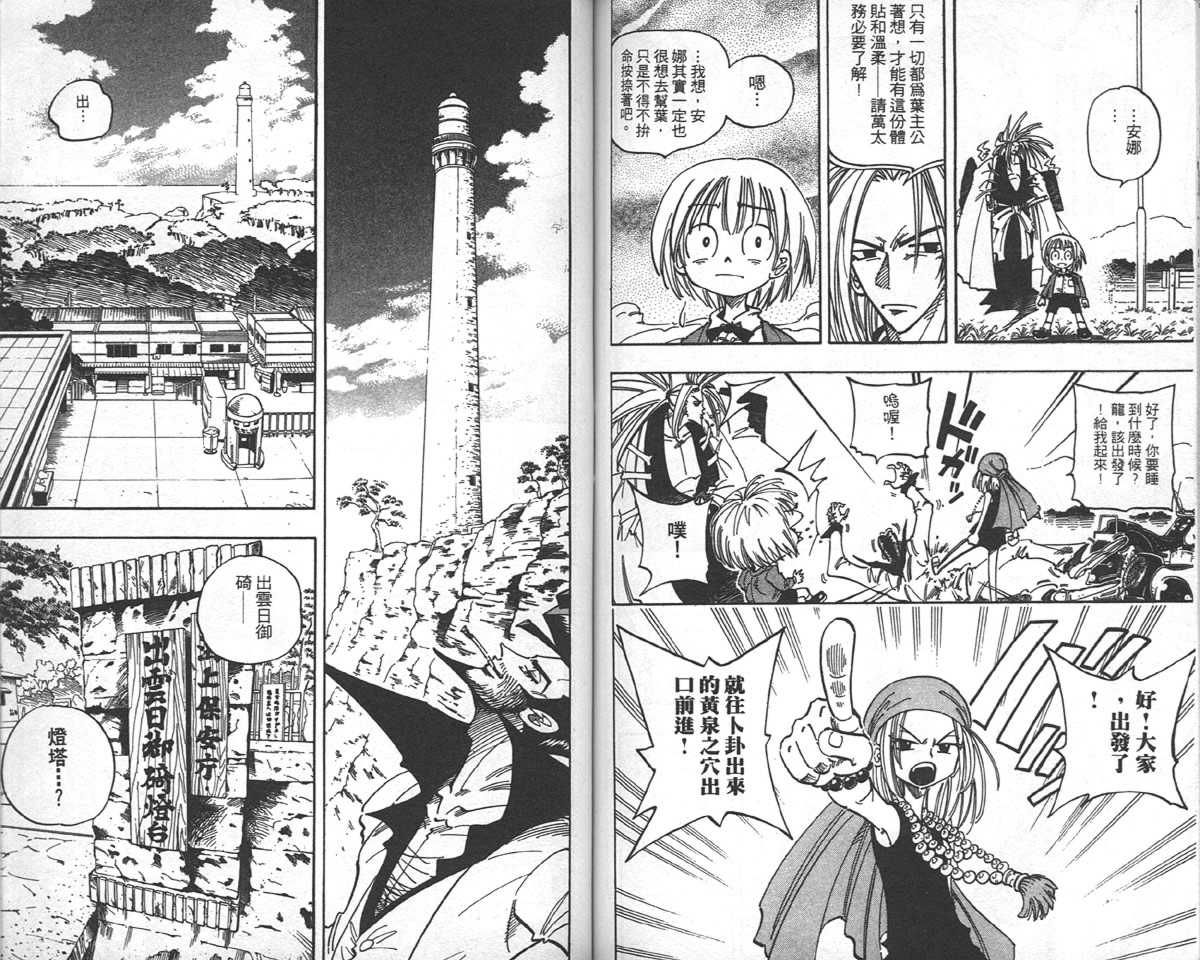 …安娜
…
只有一切都爲葉主公
著想，才能有這份體
貼和溫柔——請萬太
務必要了解！
嗯…
…我想，安
娜其實一定也
很想去幫葉，
只是不得不拚
命按捺著吧。
好了，你要睡
到什麼時候？
龍，該出發了
！給我起來！
ドドガッ
嗚喔！
噗！
好！大家
，出發了
！
就往卜卦出來
的黃泉之穴出
口前進！
出…
出雲日御
碕——
上保安庁
出雲日御碕燈台
燈塔…？